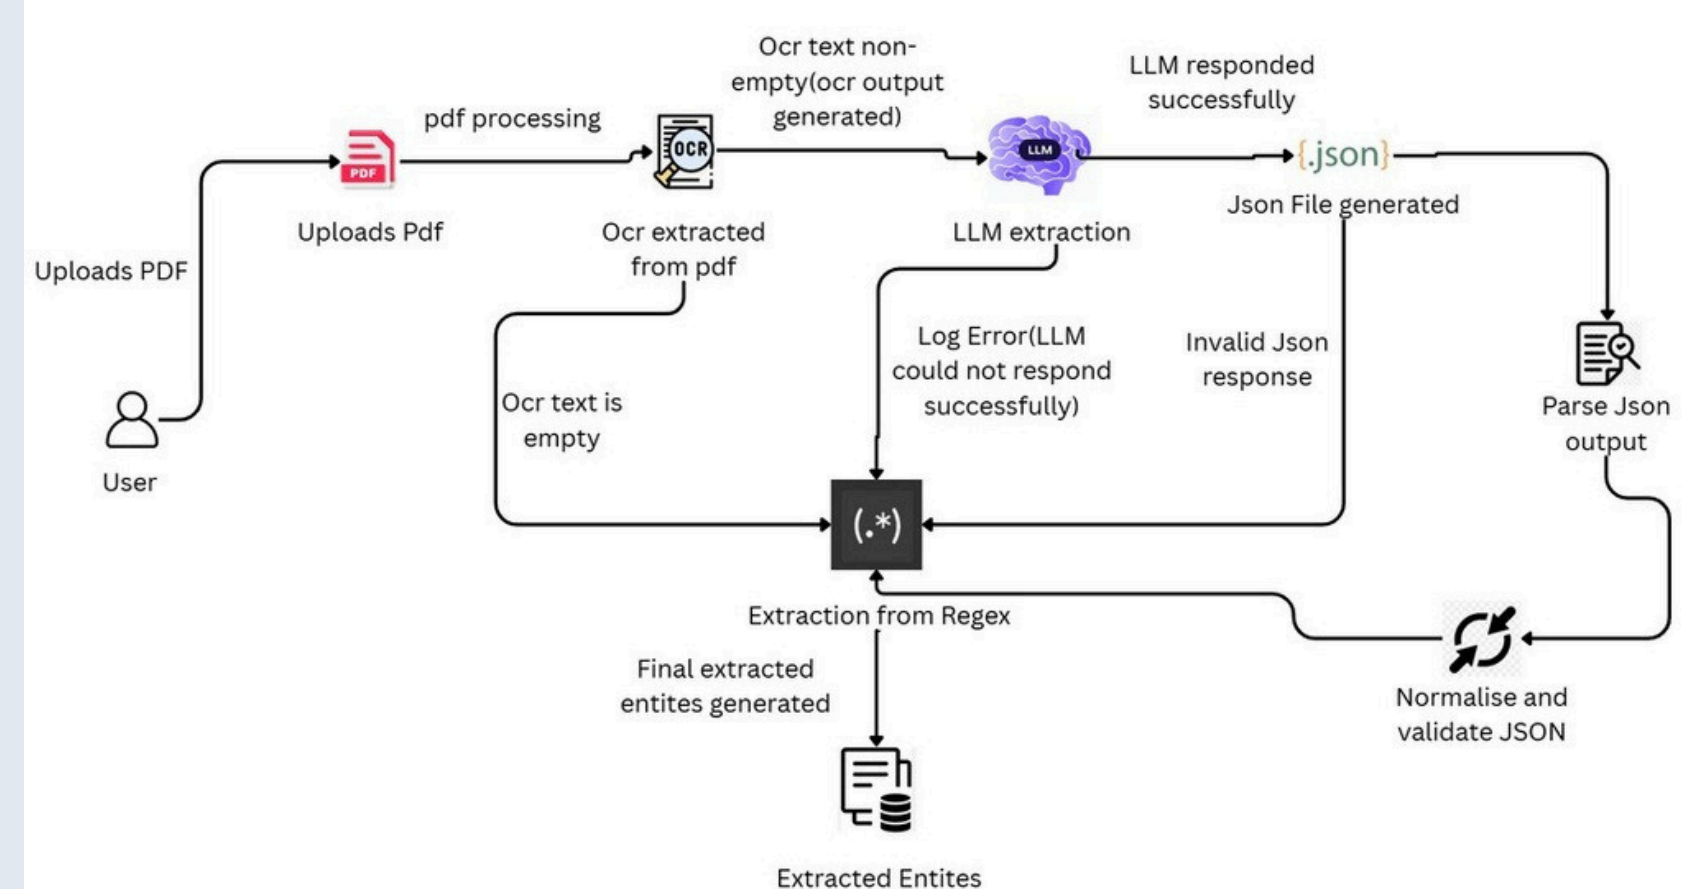 Ocr text non-
empty(ocr output
generated)
LLM responded
successfully
pdf processing
PDF
OCR
LLM
{.json}
Uploads Pdf
Ocr extracted
from pdf
LLM extraction
Json File generated
Uploads PDF
User
Ocr text is
empty
Log Error(LLM
could not respond
successfully)
Invalid Json
response
Parse Json
output
(.*)
Extraction from Regex
Final extracted
entites generated
Normalise and
validate JSON
Extracted Entites